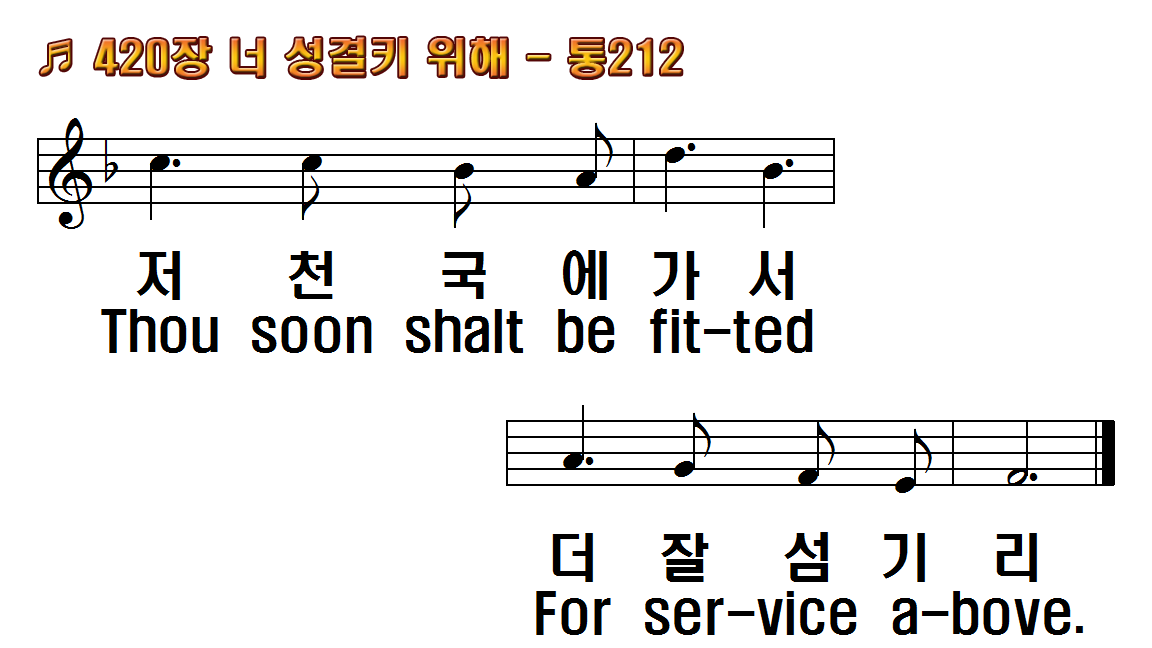 ♬ 420장 너 성결키 위해 - 통212
저 천 국 에 가 서
Thou soon shalt be fit-ted
더 잘 섬 기 리
For ser-vice a-bove.